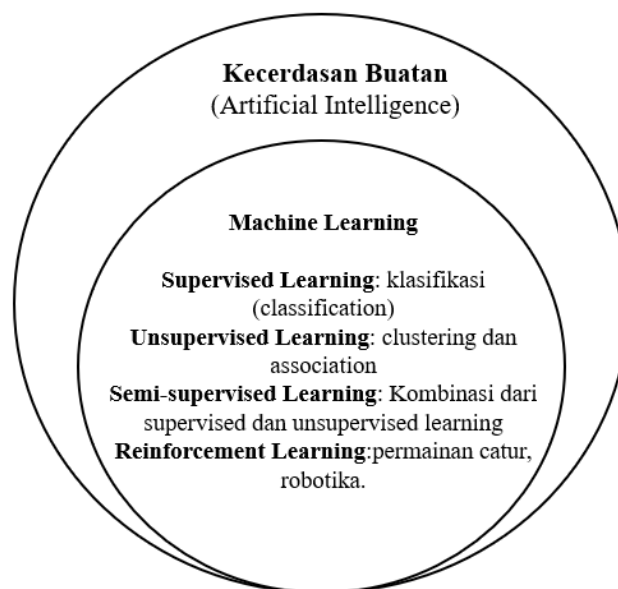 Kecerdasan Buatan
(Artificial Intelligence)
Machine Learning
Supervised Learning: klasifikasi
(classification)
Unsupervised Learning: clustering dan
association
Semi-supervised Learning: Kombinasi dari
supervised dan unsupervised learning
Reinforcement Learning:permainan catur,
robotika.